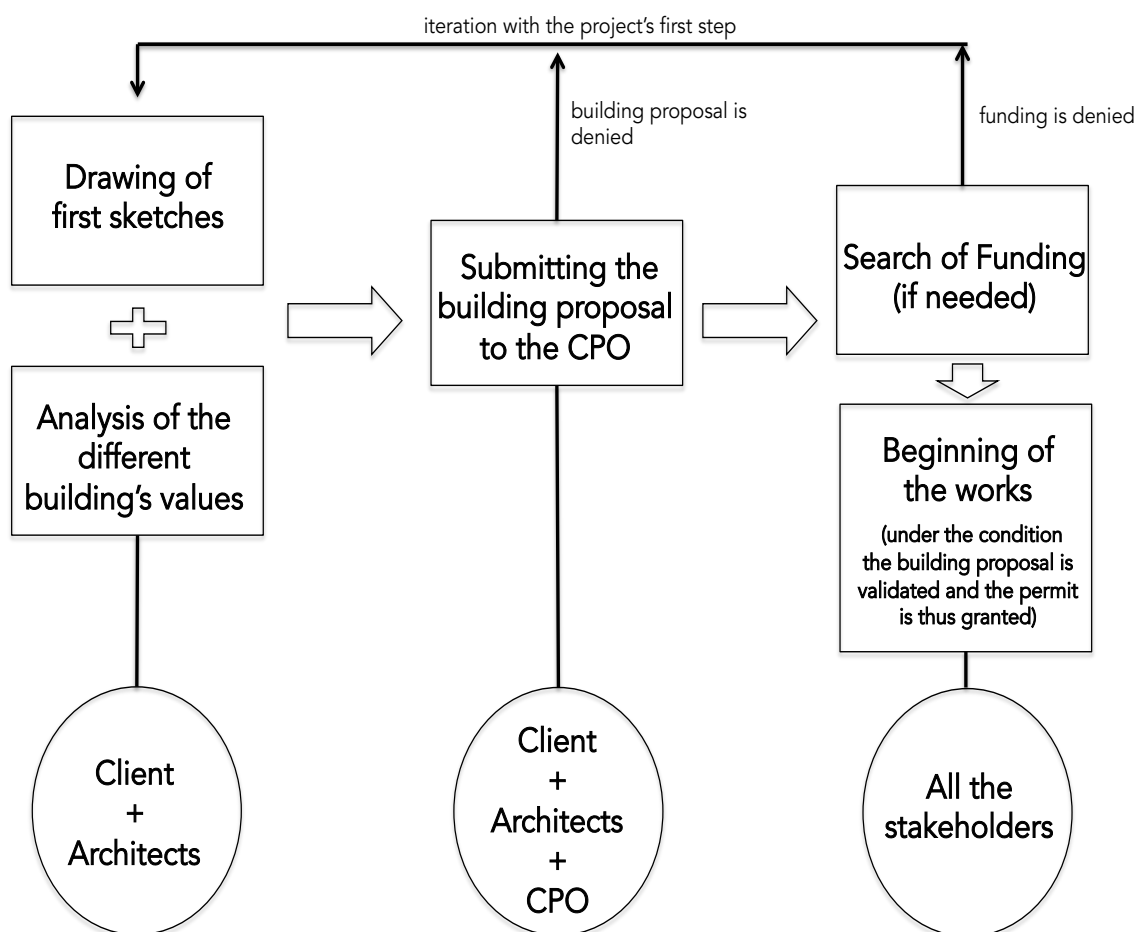 iteration with the project's first step
building proposal is
denied
funding is denied
Drawing of
first sketches
Analysis of the
different
building's values
Submitting the
building proposal
to the CPO
Search of Funding
(if needed)
Beginning of
the works
(under the condition
the building proposal is
validated and the permit
is thus granted)
Client
+
Architects
Client
+
Architects
+
CPO
All the
stakeholders